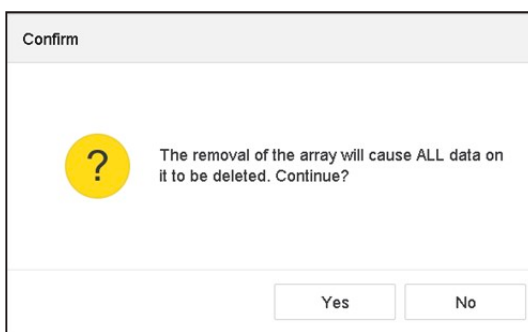 Confirm
?
The removal of the array will cause ALL data on
it to be deleted. Continue?
Yes No